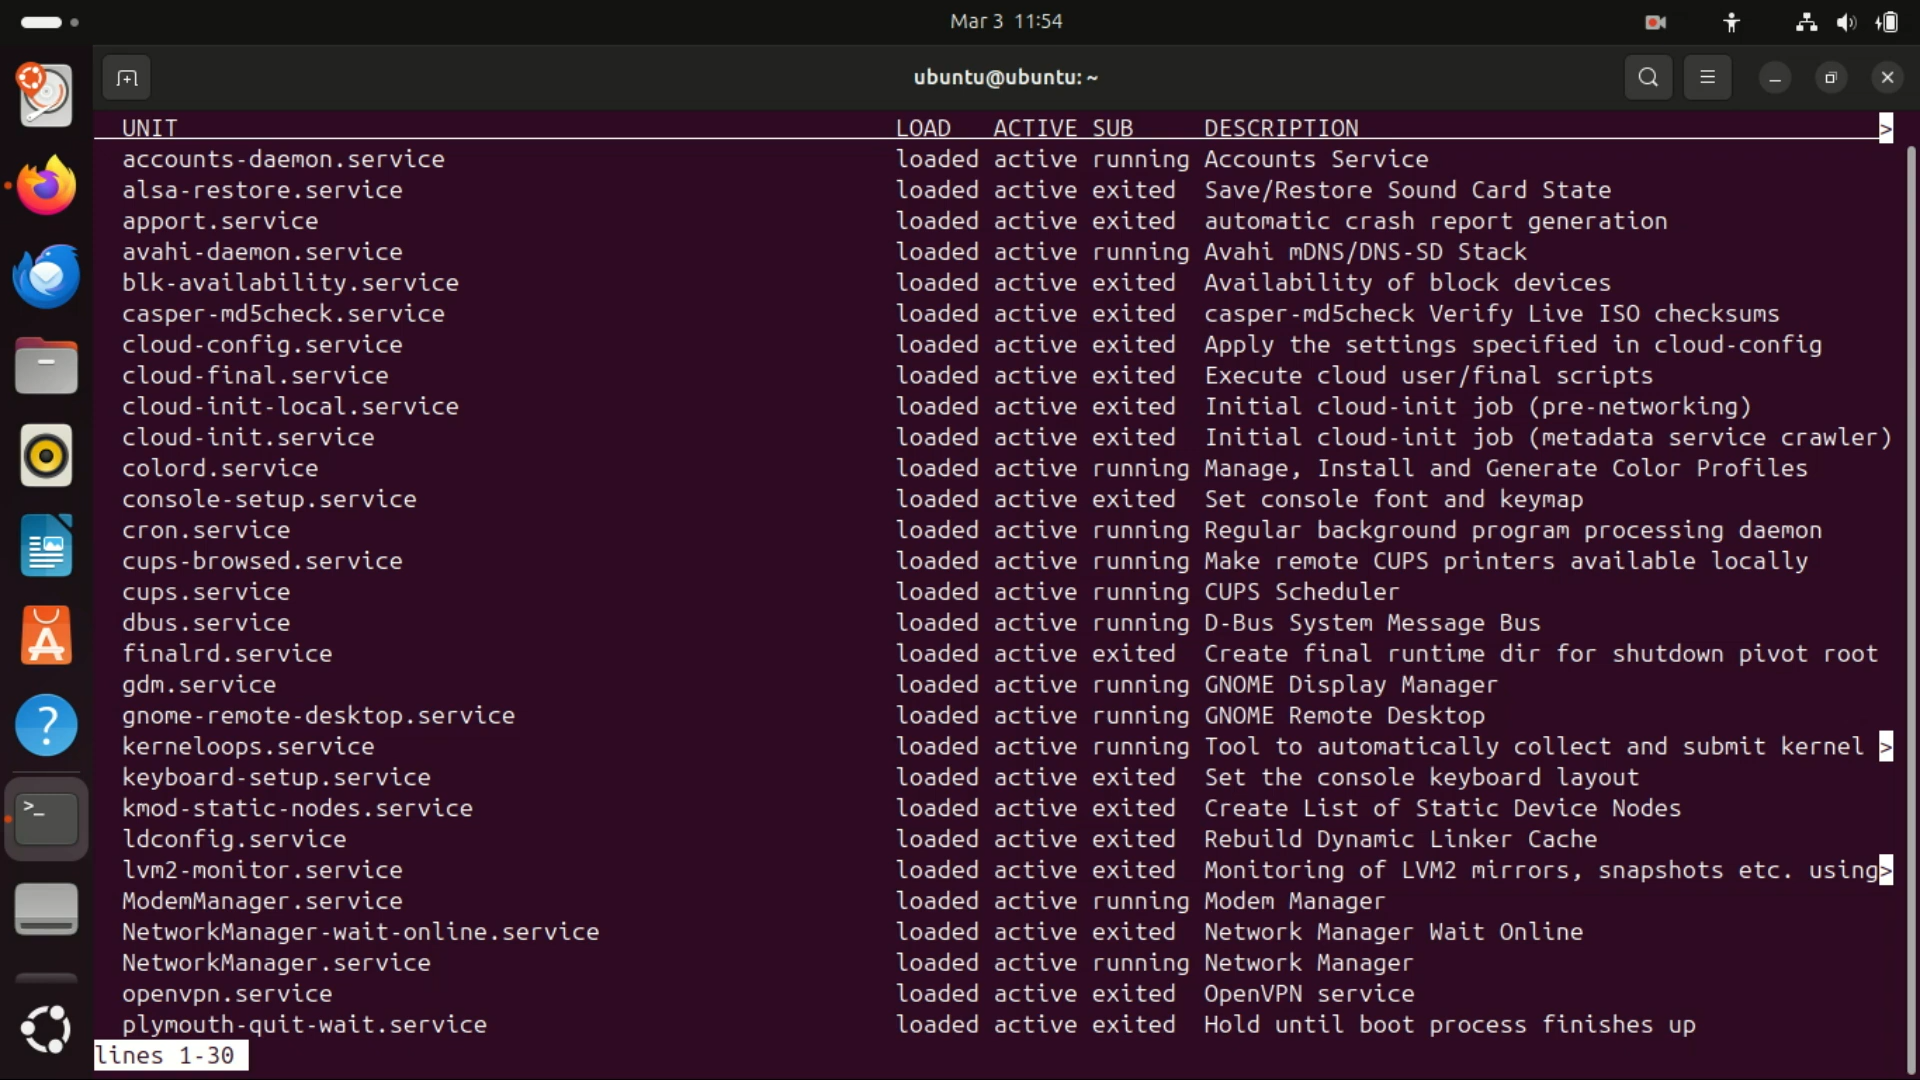 Mar 3 11:54
ubuntu@ubuntu: ~
UNIT LOAD ACTIVE SUB DESCRIPTION >
accounts-daemon.service loaded active running Accounts Service
alsa-restore.service loaded active exited Save/Restore Sound Card State
apport.service loaded active exited automatic crash report generation
avahi-daemon.service loaded active running Avahi mDNS/DNS-SD Stack
blk-availability.service loaded active exited Availability of block devices
casper-md5check.service loaded active exited casper-md5check Verify Live ISO checksums
cloud-config.service loaded active exited Apply the settings specified in cloud-config
cloud-final.service loaded active exited Execute cloud user/final scripts
cloud-init-local.service loaded active exited Initial cloud-init job (pre-networking)
cloud-init.service loaded active exited Initial cloud-init job (metadata service crawler)
colord.service loaded active running Manage, Install and Generate Color Profiles
console-setup.service loaded active exited Set console font and keymap
cron.service loaded active running Regular background program processing daemon
cups-browsed.service loaded active running Make remote CUPS printers available locally
cups.service loaded active running CUPS Scheduler
dbus.service loaded active running D-Bus System Message Bus
finalrd.service loaded active exited Create final runtime dir for shutdown pivot root
gdm.service loaded active running GNOME Display Manager
gnome-remote-desktop.service loaded active running GNOME Remote Desktop
kerneloops.service loaded active running Tool to automatically collect and submit kernel >
keyboard-setup.service loaded active exited Set the console keyboard layout
kmod-static-nodes.service loaded active exited Create List of Static Device Nodes
ldconfig.service loaded active exited Rebuild Dynamic Linker Cache
lvm2-monitor.service loaded active exited Monitoring of LVM2 mirrors, snapshots etc. using>
ModemManager.service loaded active running Modem Manager
NetworkManager-wait-online.service loaded active exited Network Manager Wait Online
NetworkManager.service loaded active running Network Manager
openvpn.service loaded active exited OpenVPN service
plymouth-quit-wait.service loaded active exited Hold until boot process finishes up
lines 1-30